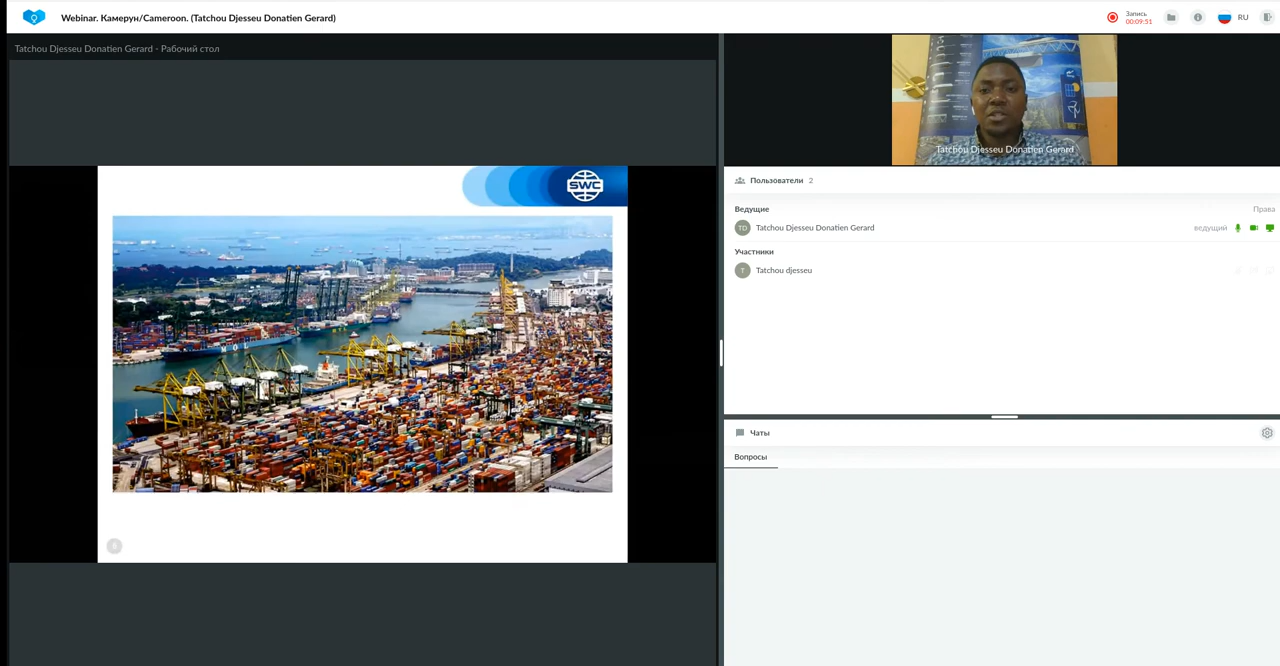 Webinar. Камерун/Cameroon. (Tatchou Djesseu Donatien Gerard)
Запись
00:09:51
RU
Tatchou Djesseu Donatien Gerard - Рабочий стол
SWC
MOL
Tatchou Djesseu Donatien Gerard
Пользователи 2
Ведущие
Права
TD
Tatchou Djesseu Donatien Gerard
ведущий
Участники
T
Tatchou djesseu
Чаты
Вопросы